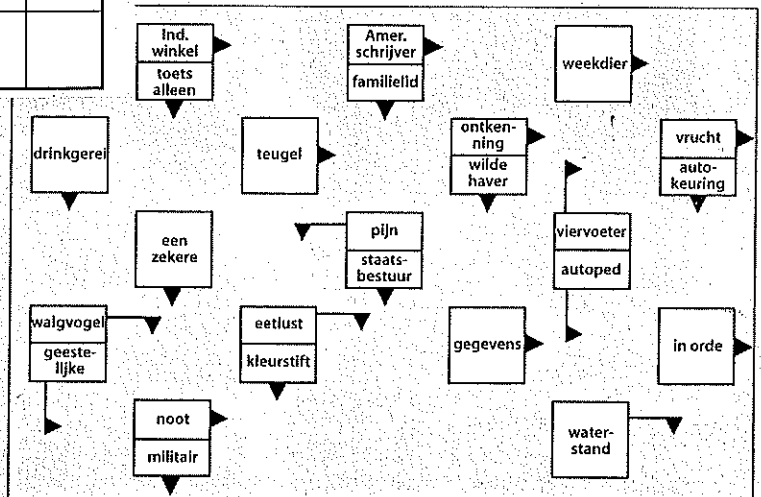 Ind.
winkel
toets
alleen
Amer.
schrijver
familielid
weekdier
drinkgerei
teugel
ontken-
ning
wilde
haver
vrucht
auto-
keuring
een
zekere
pijn
staats-
bestuur
viervoeter
autoped
walgvogel
geeste-
lijke
eetlust
kleurstift
gegevens
in orde
noot
militair
water-
stand